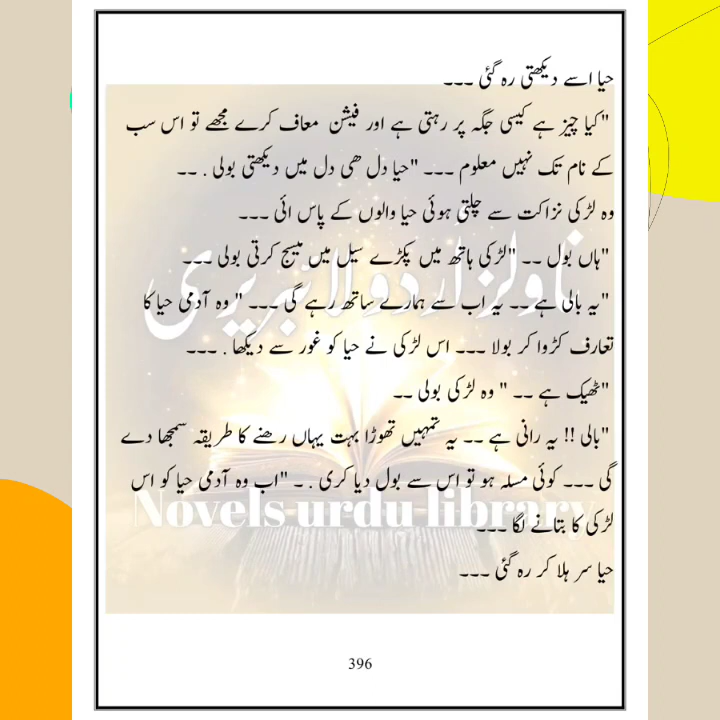 حیا اسے دیکھتی رہ گئی ۔۔۔
"کیا چیز ہے کیسی جگہ پر رہتی ہے اور فیشن معاف کرے مجھے تو اس سب
کے نام تک نہیں معلوم ۔۔۔ "حیا دل ھی دل میں دیکھتی بولی . ۔۔
وہ لڑکی نزاکت سے چلتی ہوئی حیا والوں کے پاس ائی ۔۔۔
"ہاں بول ۔۔ "لڑکی ہاتھ میں پکڑے سیل میں میسج کرتی بولی ۔۔۔
ناولز اردو لائبریری
"یہ بالی ہے ۔۔ یہ اب سے ہمارے ساتھ رہے گی ۔۔۔ " وہ آدمی حیا کا
تعارف کڑوا کر بولا ۔۔۔ اس لڑکی نے حیا کو غور سے دیکھا . ۔۔۔
"ٹھیک ہے ۔۔ " وہ لڑکی بولی ۔۔
"بالی !! یہ رانی ہے ۔۔ یہ تمہیں تھوڑا بہت یہاں رھنے کا طریقہ سمجھا دے
گی ۔۔۔ کوئی مسلہ ہو تو اس سے بول دیا کری . ۔ "اب وہ آدمی حیا کو اس
Novels urdu library
لڑکی کا بتانے لگا ۔۔۔
حیا سر ہلا کر رہ گئی ۔۔۔
396